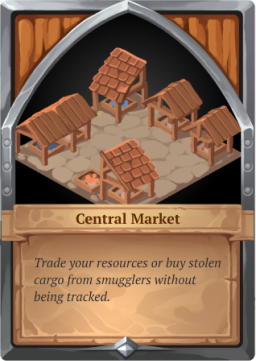 Central Market
Trade your resources or buy stolen
cargo from smugglers without
being tracked.